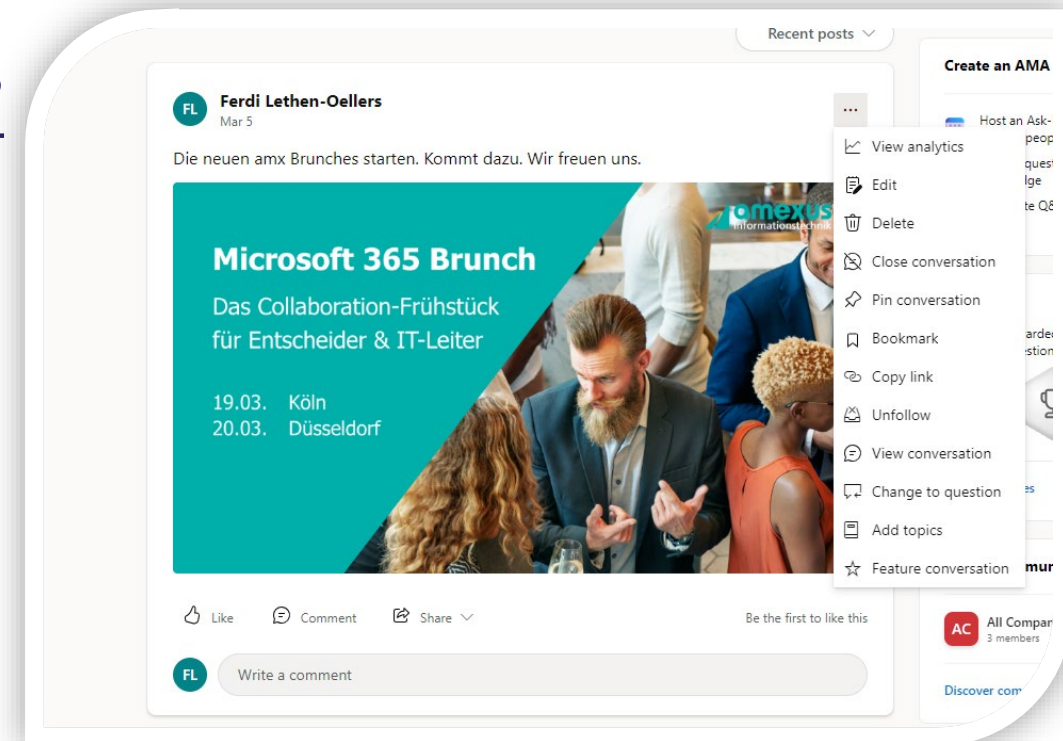 Recent posts
FL
Ferdi Lethen-Oellers
Mar 5
...
Die neuen amx Brunches starten. Kommt dazu. Wir freuen uns.
amexus
Informationstechnik
Microsoft 365 Brunch
Das Collaboration-Frühstück
für Entscheider & IT-Leiter
19.03. Köln
20.03. Düsseldorf
View analytics
Edit
Delete
Close conversation
Pin conversation
Bookmark
Copy link
Unfollow
View conversation
Change to question
Add topics
Feature conversation
Like
Comment
Share
Be the first to like this
FL
Write a comment
Create an AMA
Host an Ask-
AC
All Compan
3 members
Discover com